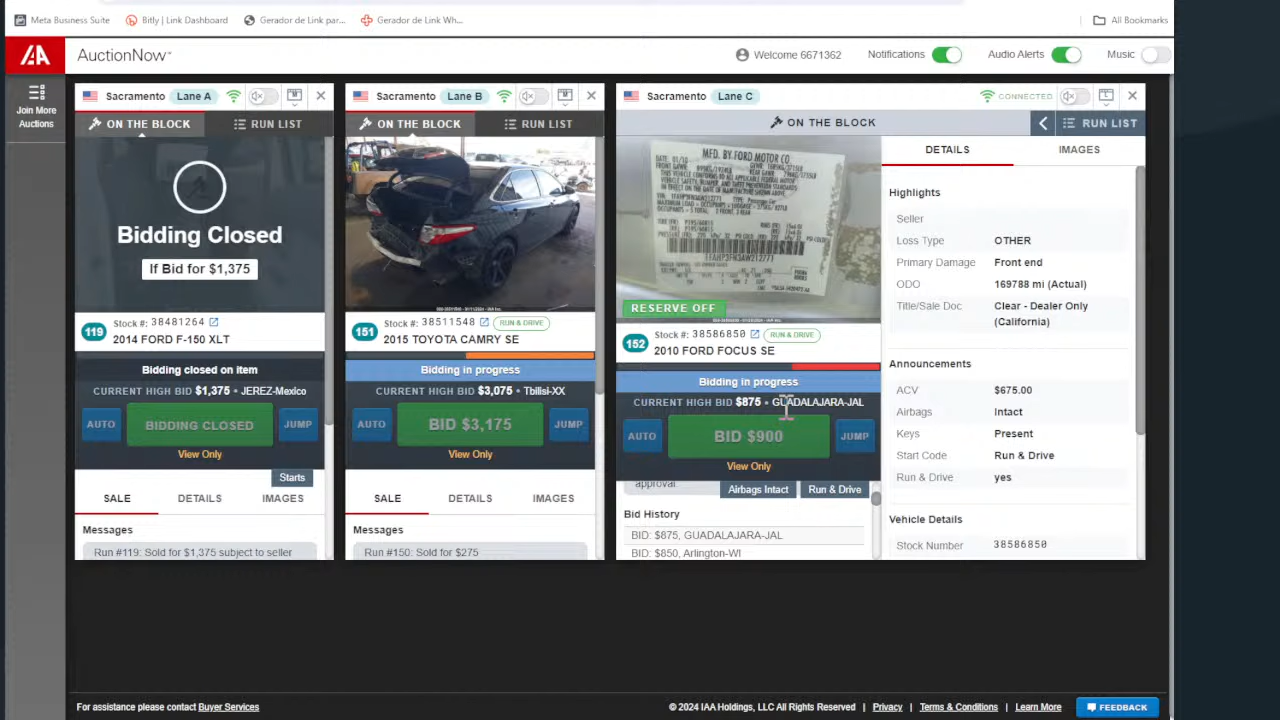 Meta Business Suite
Bitly | Link Dashboard
Gerador de Link par...
Gerador de Link Wh...
All Bookmarks
IAA
AuctionNow™
Welcome 6671362
Notifications
Audio Alerts
Music
Join More
Auctions
Sacramento Lane A
ON THE BLOCK
RUN LIST
Bidding Closed
If Bid for $1,375
119
Stock #: 38481264
2014 FORD F-150 XLT
Bidding closed on item
CURRENT HIGH BID $1,375 • JEREZ-Mexico
AUTO
BIDDING CLOSED
JUMP
View Only
Starts
SALE
DETAILS
IMAGES
Messages
Run #119: Sold for $1,375 subject to seller
Sacramento Lane B
ON THE BLOCK
RUN LIST
151
Stock #: 38511548
RUN & DRIVE
2015 TOYOTA CAMRY SE
Bidding in progress
CURRENT HIGH BID $3,075 • Tbilisi-XX
AUTO
BID $3,175
JUMP
View Only
SALE
DETAILS
IMAGES
Messages
Run #150: Sold for $275
Sacramento Lane C
CONNECTED
ON THE BLOCK
RUN LIST
MFD. BY FORD MOTOR CO.
RESERVE OFF
152
Stock #: 38586850
RUN & DRIVE
2010 FORD FOCUS SE
Bidding in progress
CURRENT HIGH BID $875 • GUADALAJARA-JAL
AUTO
BID $900
JUMP
View Only
approval
Airbags Intact
Run & Drive
Bid History
BID: $875, GUADALAJARA-JAL
BID: $850, Arlington-WI
DETAILS
IMAGES
Highlights
Seller
Loss Type OTHER
Primary Damage Front end
ODO 169788 mi (Actual)
Title/Sale Doc Clear - Dealer Only
(California)
Announcements
ACV $675.00
Airbags Intact
Keys Present
Start Code Run & Drive
Run & Drive yes
Vehicle Details
Stock Number 38586850
For assistance please contact Buyer Services
© 2024 IAA Holdings, LLC All Rights Reserved | Privacy | Terms & Conditions | Learn More
FEEDBACK